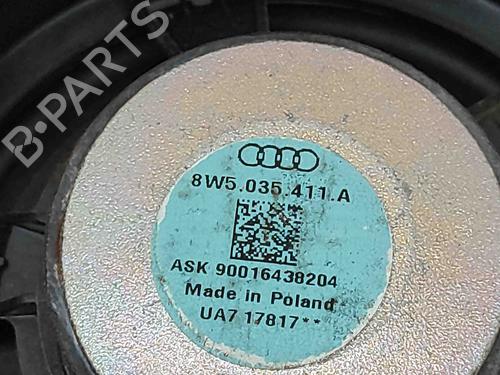 B-PARTS
8W5.035.411.A
ASK 90016438204
Made in Poland
UA7 17817**